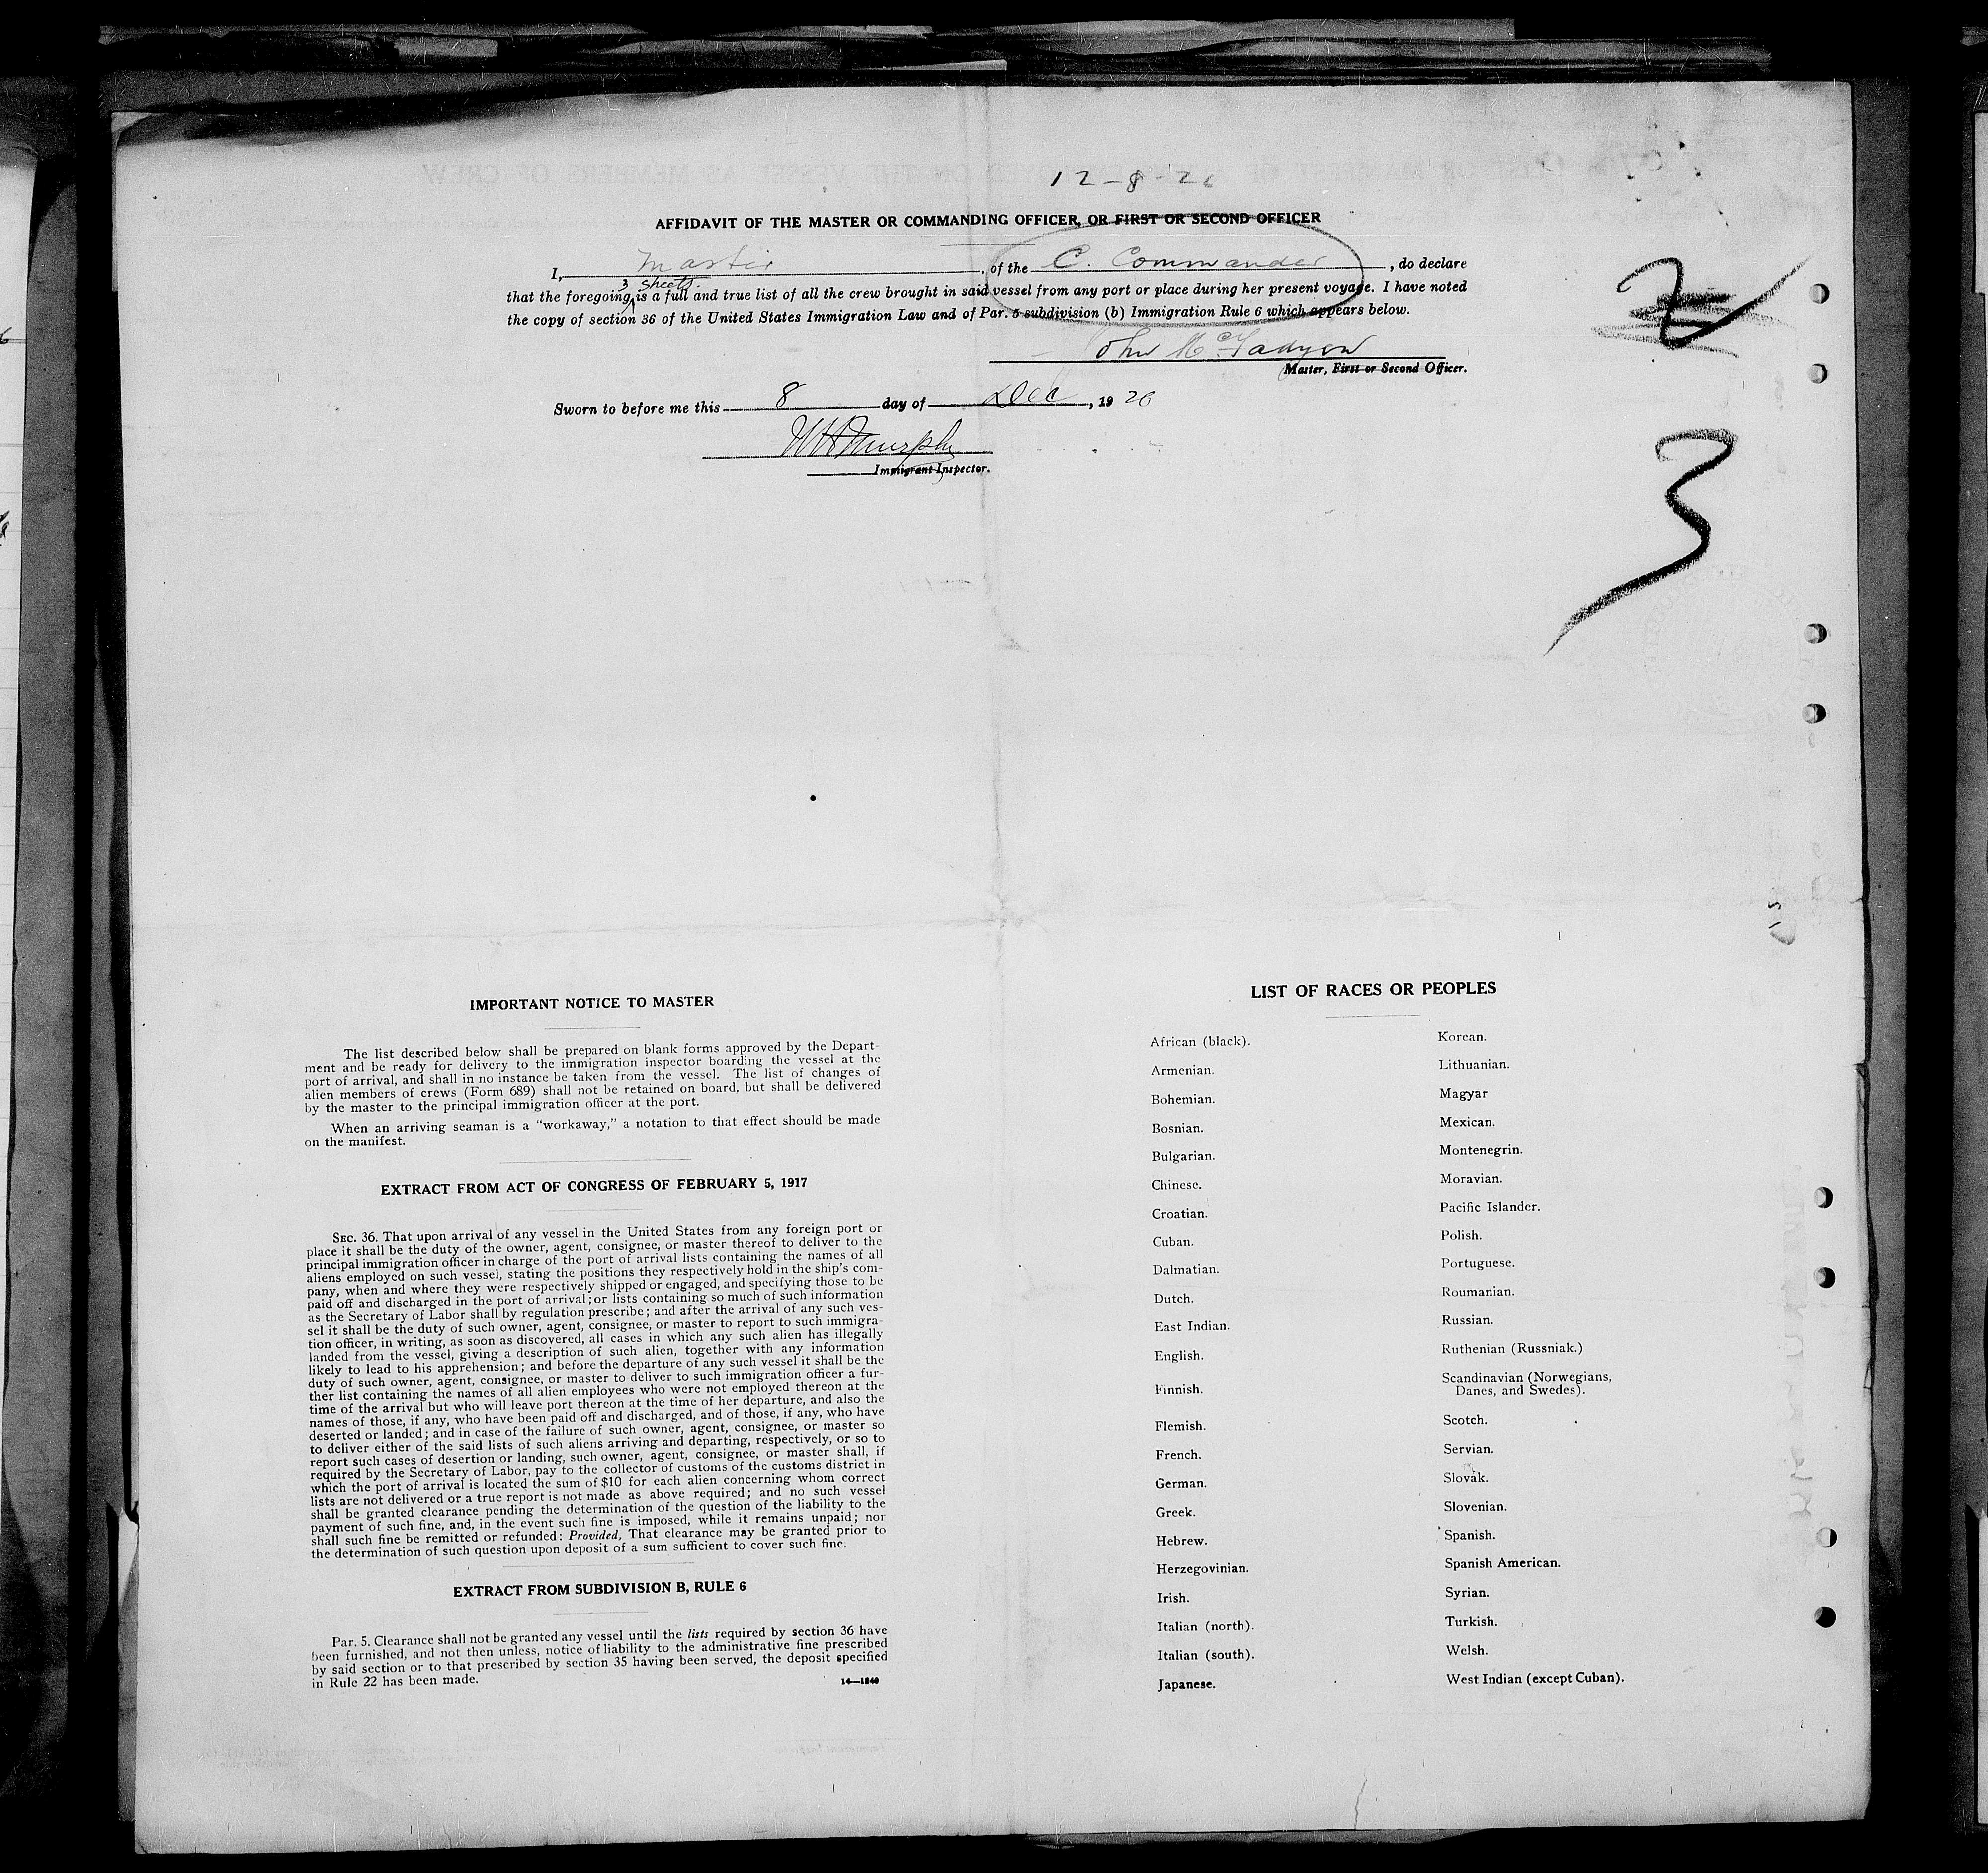 12-8-26
AFFIDAVIT OF THE MASTER OR COMMANDING OFFICER, OR FIRST OR SECOND OFFICER
I, Master, of the C. Commander, do declare
3 sheets
that the foregoing is a full and true list of all the crew brought in said vessel from any port or place during her present voyage. I have noted
the copy of section 36 of the United States Immigration Law and of Par. 5 subdivision (b) Immigration Rule 6 which appears below.
John McFadyen
Master, First or Second Officer.
Sworn to before me this 8 day of Dec, 1926
WH Murphy
Immigrant Inspector.
2
3
IMPORTANT NOTICE TO MASTER
The list described below shall be prepared on blank forms approved by the Depart-
ment and be ready for delivery to the immigration inspector boarding the vessel at the
port of arrival, and shall in no instance be taken from the vessel. The list of changes of
alien members of crews (Form 689) shall not be retained on board, but shall be delivered
by the master to the principal immigration officer at the port.
When an arriving seaman is a “workaway,” a notation to that effect should be made
on the manifest.
EXTRACT FROM ACT OF CONGRESS OF FEBRUARY 5, 1917
SEC. 36. That upon arrival of any vessel in the United States from any foreign port or
place it shall be the duty of the owner, agent, consignee, or master thereof to deliver to the
principal immigration officer in charge of the port of arrival lists containing the names of all
aliens employed on such vessel, stating the positions they respectively hold in the ship's com-
pany, when and where they were respectively shipped or engaged, and specifying those to be
paid off and discharged in the port of arrival; or lists containing so much of such information
as the Secretary of Labor shall by regulation prescribe; and after the arrival of any such ves-
sel it shall be the duty of such owner, agent, consignee, or master to report to such immigra-
tion officer, in writing, as soon as discovered, all cases in which any such alien has illegally
landed from the vessel, giving a description of such alien, together with any information
likely to lead to his apprehension; and before the departure of any such vessel it shall be the
duty of such owner, agent, consignee, or master to deliver to such immigration officer a fur-
ther list containing the names of all alien employees who were not employed thereon at the
time of the arrival but who will leave port thereon at the time of her departure, and also the
names of those, if any, who have been paid off and discharged, and of those, if any, who have
deserted or landed; and in case of the failure of such owner, agent, consignee, or master so
to deliver either of the said lists of such aliens arriving and departing, respectively, or so to
report such cases of desertion or landing, such owner, agent, consignee, or master shall, if
required by the Secretary of Labor, pay to the collector of customs of the customs district in
which the port of arrival is located the sum of $10 for each alien concerning whom correct
lists are not delivered or a true report is not made as above required; and no such vessel
shall be granted clearance pending the determination of the question of the liability to the
payment of such fine, and, in the event such fine is imposed, while it remains unpaid; nor
shall such fine be remitted or refunded: Provided, That clearance may be granted prior to
the determination of such question upon deposit of a sum sufficient to cover such fine.
EXTRACT FROM SUBDIVISION B, RULE 6
Par. 5. Clearance shall not be granted any vessel until the lists required by section 36 have
been furnished, and not then unless, notice of liability to the administrative fine prescribed
by said section or to that prescribed by section 35 having been served, the deposit specified
in Rule 22 has been made.
14—1240
LIST OF RACES OR PEOPLES
African (black).
Armenian.
Bohemian.
Bosnian.
Bulgarian.
Chinese.
Croatian.
Cuban.
Dalmatian.
Dutch.
East Indian.
English.
Finnish.
Flemish.
French.
German.
Greek.
Hebrew.
Herzegovinian.
Irish.
Italian (north).
Italian (south).
Japanese.
Korean.
Lithuanian.
Magyar
Mexican.
Montenegrin.
Moravian.
Pacific Islander.
Polish.
Portuguese.
Roumanian.
Russian.
Ruthenian (Russniak.)
Scandinavian (Norwegians,
Danes, and Swedes).
Scotch.
Servian.
Slovak.
Slovenian.
Spanish.
Spanish American.
Syrian.
Turkish.
Welsh.
West Indian (except Cuban).